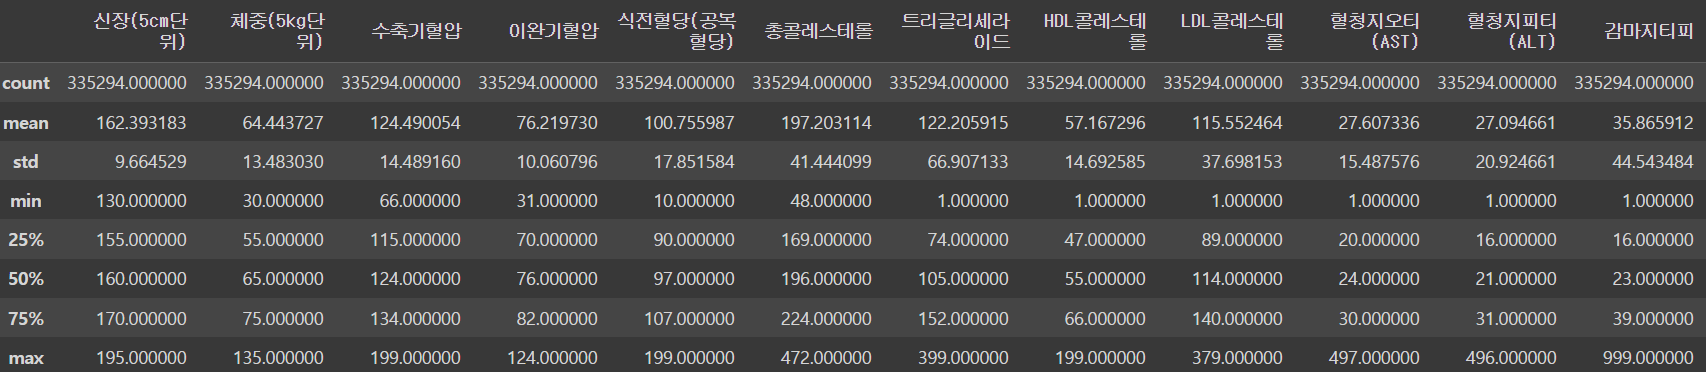 신장(5cm단위) 체중(5kg단위) 수축기혈압 이완기혈압 식전혈당(공복혈당) 총콜레스테롤 트리글리세라이드 HDL콜레스테롤 LDL콜레스테롤 혈청지오티(AST) 혈청지피티(ALT) 감마지티피
count 335294.000000 335294.000000 335294.000000 335294.000000 335294.000000 335294.000000 335294.000000 335294.000000 335294.000000 335294.000000 335294.000000 335294.000000
mean 162.393183 64.443727 124.490054 76.219730 100.755987 197.203114 122.205915 57.167296 115.552464 27.607336 27.094661 35.865912
std 9.664529 13.483030 14.489160 10.060796 17.851584 41.444099 66.907133 14.692585 37.698153 15.487576 20.924661 44.543484
min 130.000000 30.000000 66.000000 31.000000 10.000000 48.000000 1.000000 1.000000 1.000000 1.000000 1.000000 1.000000
25% 155.000000 55.000000 115.000000 70.000000 90.000000 169.000000 74.000000 47.000000 89.000000 20.000000 16.000000 16.000000
50% 160.000000 65.000000 124.000000 76.000000 97.000000 196.000000 105.000000 55.000000 114.000000 24.000000 21.000000 23.000000
75% 170.000000 75.000000 134.000000 82.000000 107.000000 224.000000 152.000000 66.000000 140.000000 30.000000 31.000000 39.000000
max 195.000000 135.000000 199.000000 124.000000 199.000000 472.000000 399.000000 199.000000 379.000000 497.000000 496.000000 999.000000